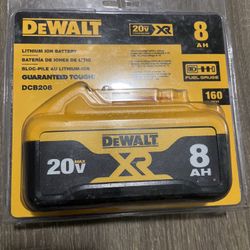 DEWALT
20V MAX XR
8 AH
LITHIUM ION BATTERY
BATERÍA DE IONES DE LITIO
BLOC-PILE AU LITHIUM-ION
FUEL GAUGE
GUARANTEED TOUGH
DCB208
160
DEWALT
20V MAX
XR
8 AH